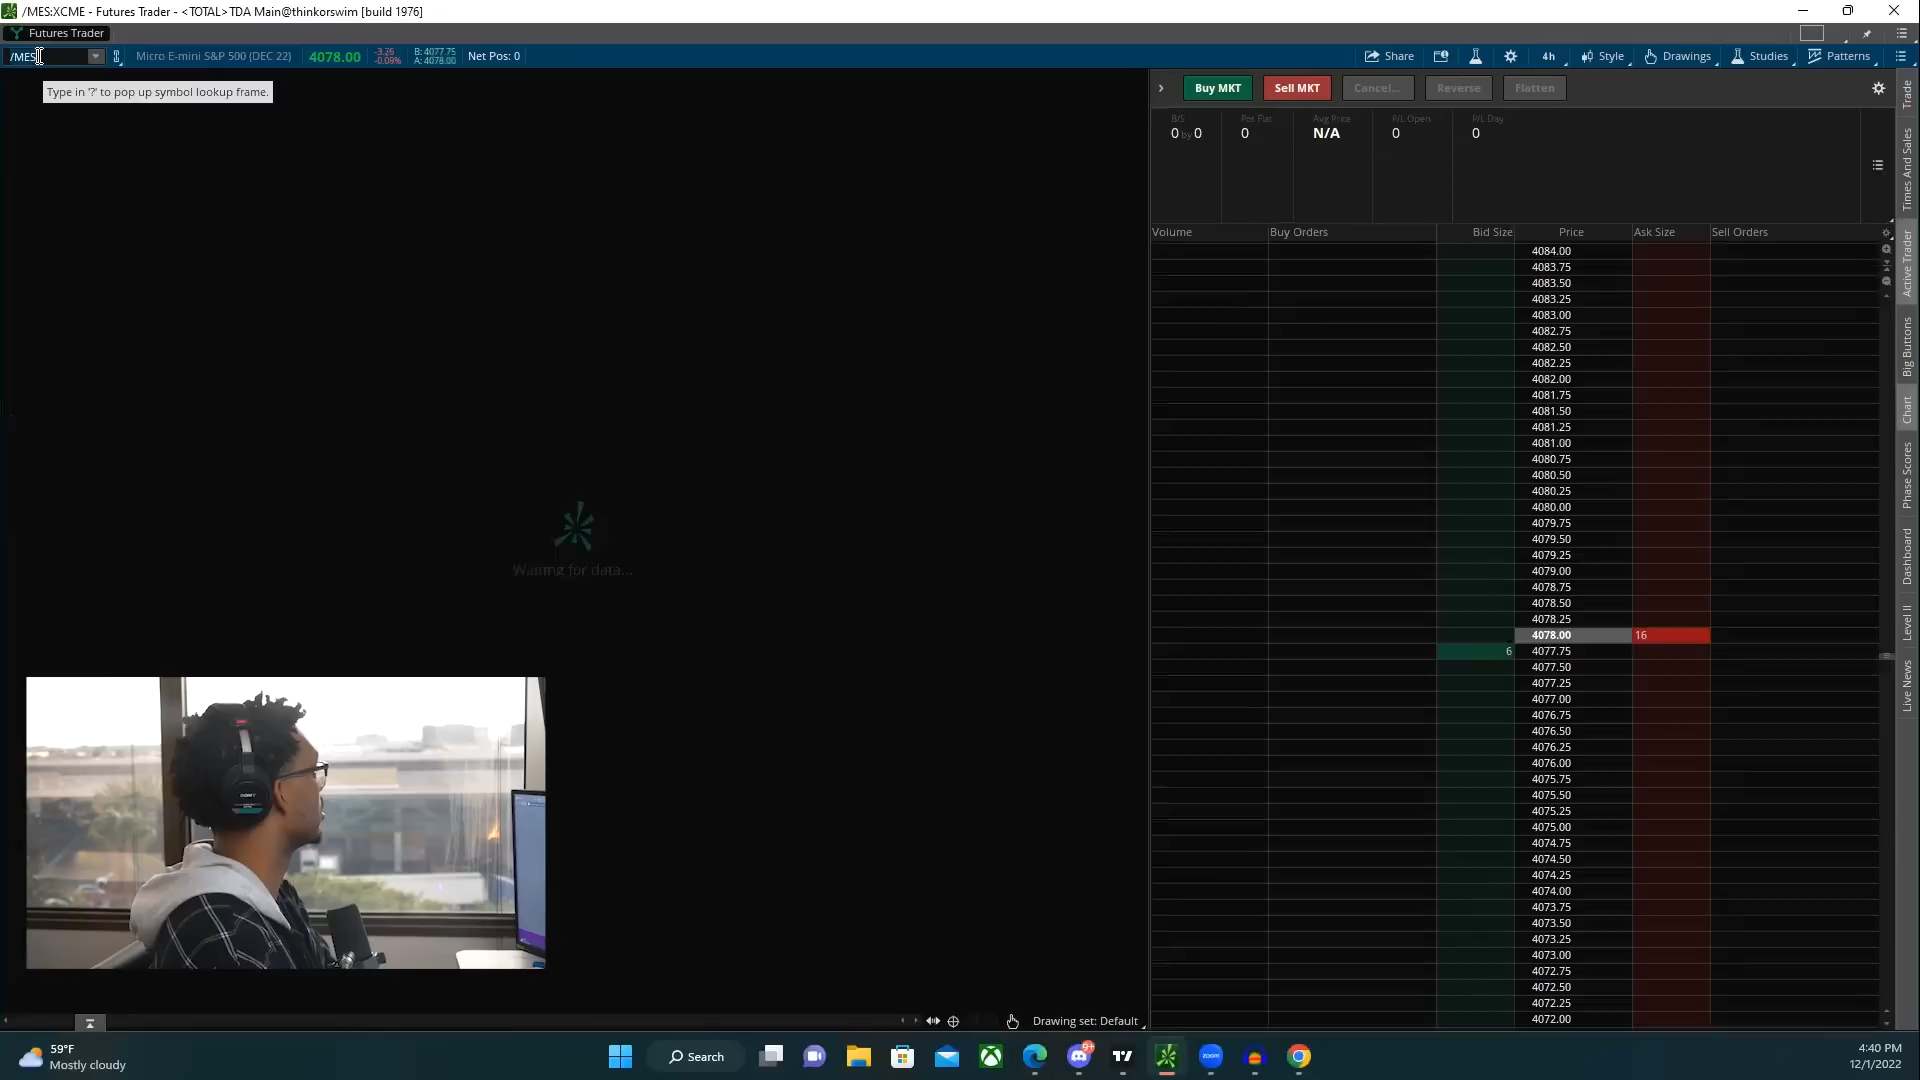 /MES:XCME - Futures Trader - <TOTAL> TDA Main@thinkorswim [build 1976]
Futures Trader
/MES
Micro E-mini S&P 500 (DEC 22)
4078.00
-3.25
-0.08%
B: 4077.75
A: 4078.00
Net Pos: 0
Share
4h
Style
Drawings
Studies
Patterns
Type in '?' to pop up symbol lookup frame.
Buy MKT
Sell MKT
Cancel...
Reverse
Flatten
B/S
Pos Flat
Avg Price
P/L Open
P/L Day
0 by 0
0
N/A
0
0
Volume
Buy Orders
Bid Size
Price
Ask Size
Sell Orders
4084.00
4083.75
4083.50
4083.25
4083.00
4082.75
4082.50
4082.25
4082.00
4081.75
4081.50
4081.25
4081.00
4080.75
4080.50
4080.25
4080.00
4079.75
4079.50
4079.25
4079.00
4078.75
4078.50
4078.25
4078.00 16
6 4077.75
4077.50
4077.25
4077.00
4076.75
4076.50
4076.25
4076.00
4075.75
4075.50
4075.25
4075.00
4074.75
4074.50
4074.25
4074.00
4073.75
4073.50
4073.25
4073.00
4072.75
4072.50
4072.25
4072.00
Waiting for data...
Trade
Times And Sales
Active Trader
Big Buttons
Chart
Phase Scores
Dashboard
Level II
Live News
Drawing set: Default
59°F
Mostly cloudy
Search
9+
zoom
4:40 PM
12/1/2022